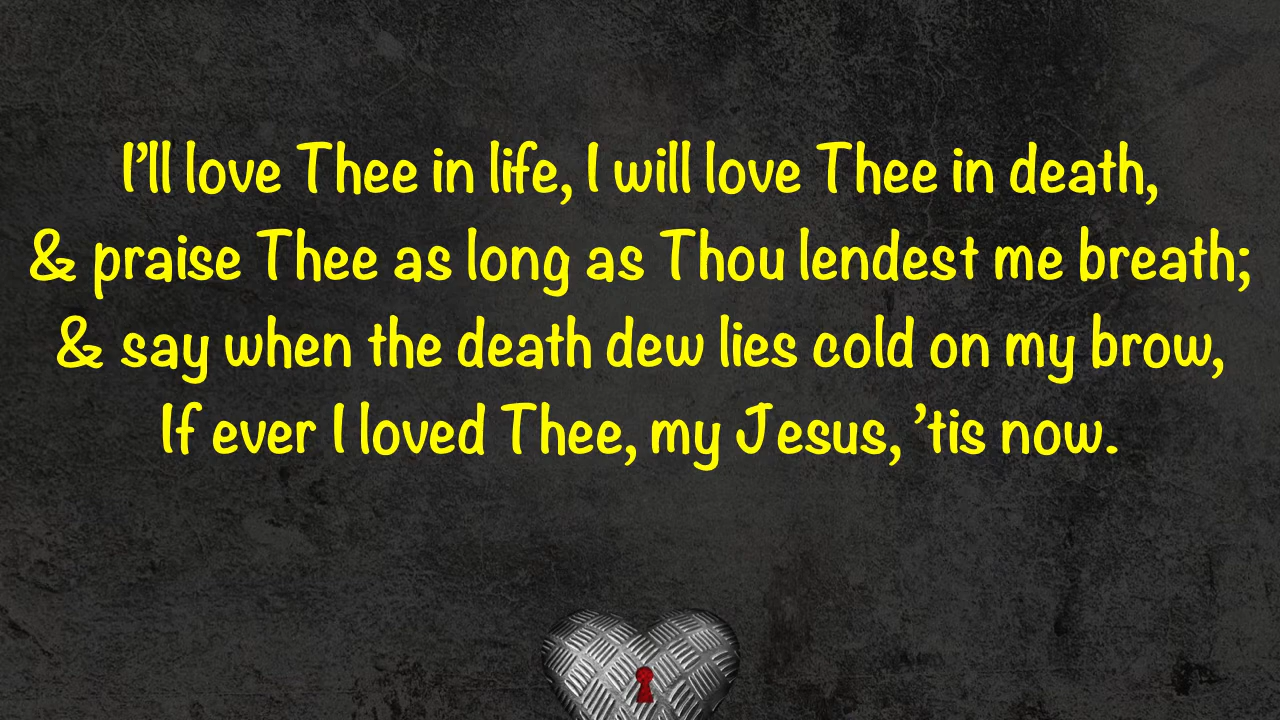 I’ll love Thee in life, I will love Thee in death,
& praise Thee as long as Thou lendest me breath;
& say when the death dew lies cold on my brow,
If ever I loved Thee, my Jesus, ’tis now.